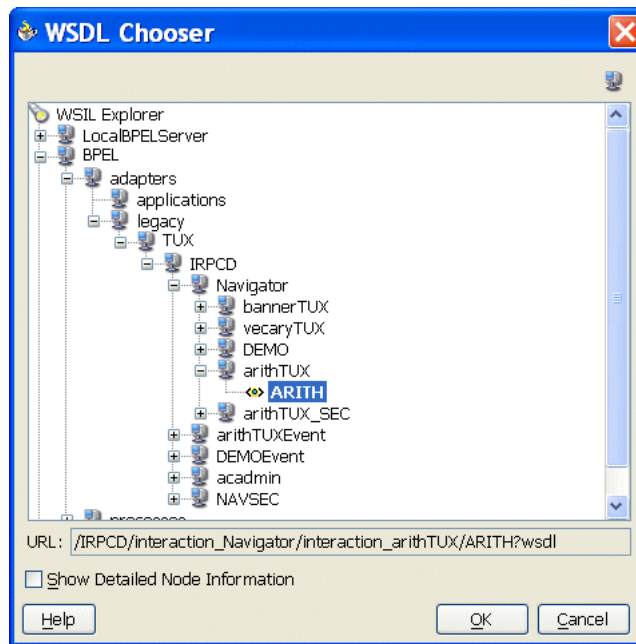 WSDL Chooser
WSIL Explorer
LocalBPELServer
BPEL
adapters
applications
legacy
TUX
IRPCD
Navigator
bannerTUX
vecaryTUX
DEMO
arithTUX
ARITH
arithTUX_SEC
arithTUXEvent
DEMOEvent
acadmin
NAVSEC
URL: /IRPCD/interaction_Navigator/interaction_arithTUX/ARITH?wsdl
Show Detailed Node Information
Help OK Cancel